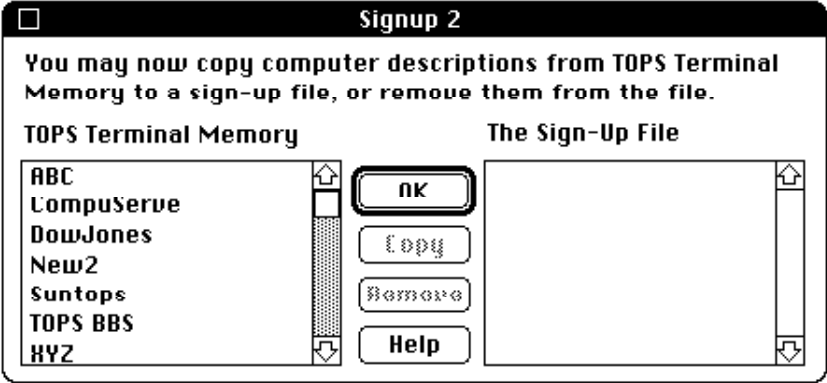 Signup 2
You may now copy computer descriptions from TOPS Terminal
Memory to a sign-up file, or remove them from the file.
TOPS Terminal Memory
The Sign-Up File
ABC
CompuServe
DowJones
New2
Suntops
TOPS BBS
XYZ
OK
Copy
Remove
Help